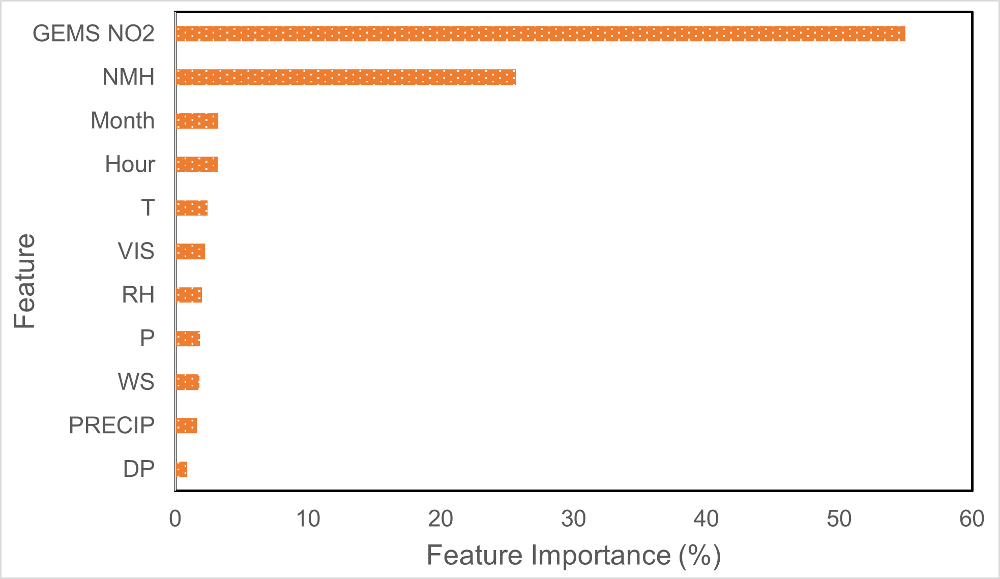 GEMS NO2
NMH
Month
Hour
T
VIS
RH
P
WS
PRECIP
DP
Feature
0 10 20 30 40 50 60
Feature Importance (%)